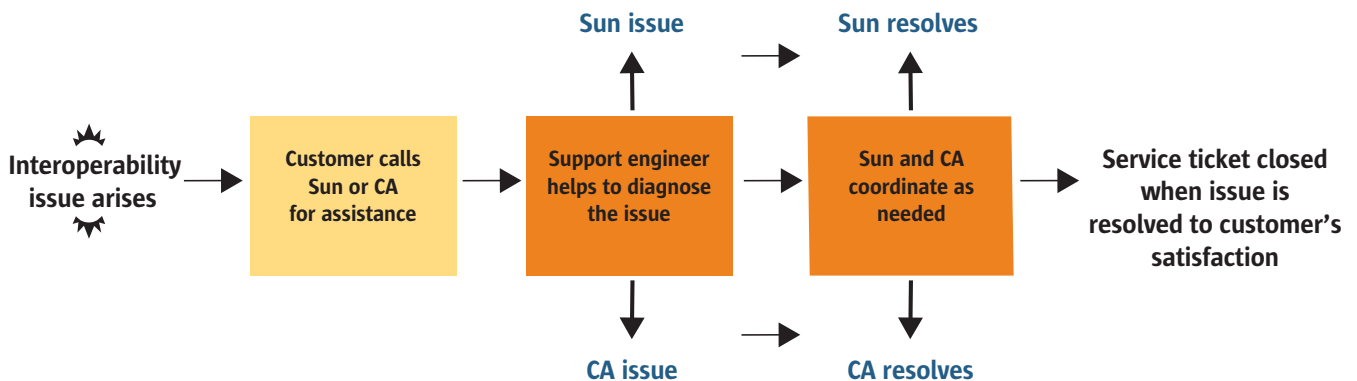 Sun issue
Sun resolves
Interoperability
issue arises
Customer calls
Sun or CA
for assistance
Support engineer
helps to diagnose
the issue
Sun and CA
coordinate as
needed
Service ticket closed
when issue is
resolved to customer’s
satisfaction
CA issue
CA resolves